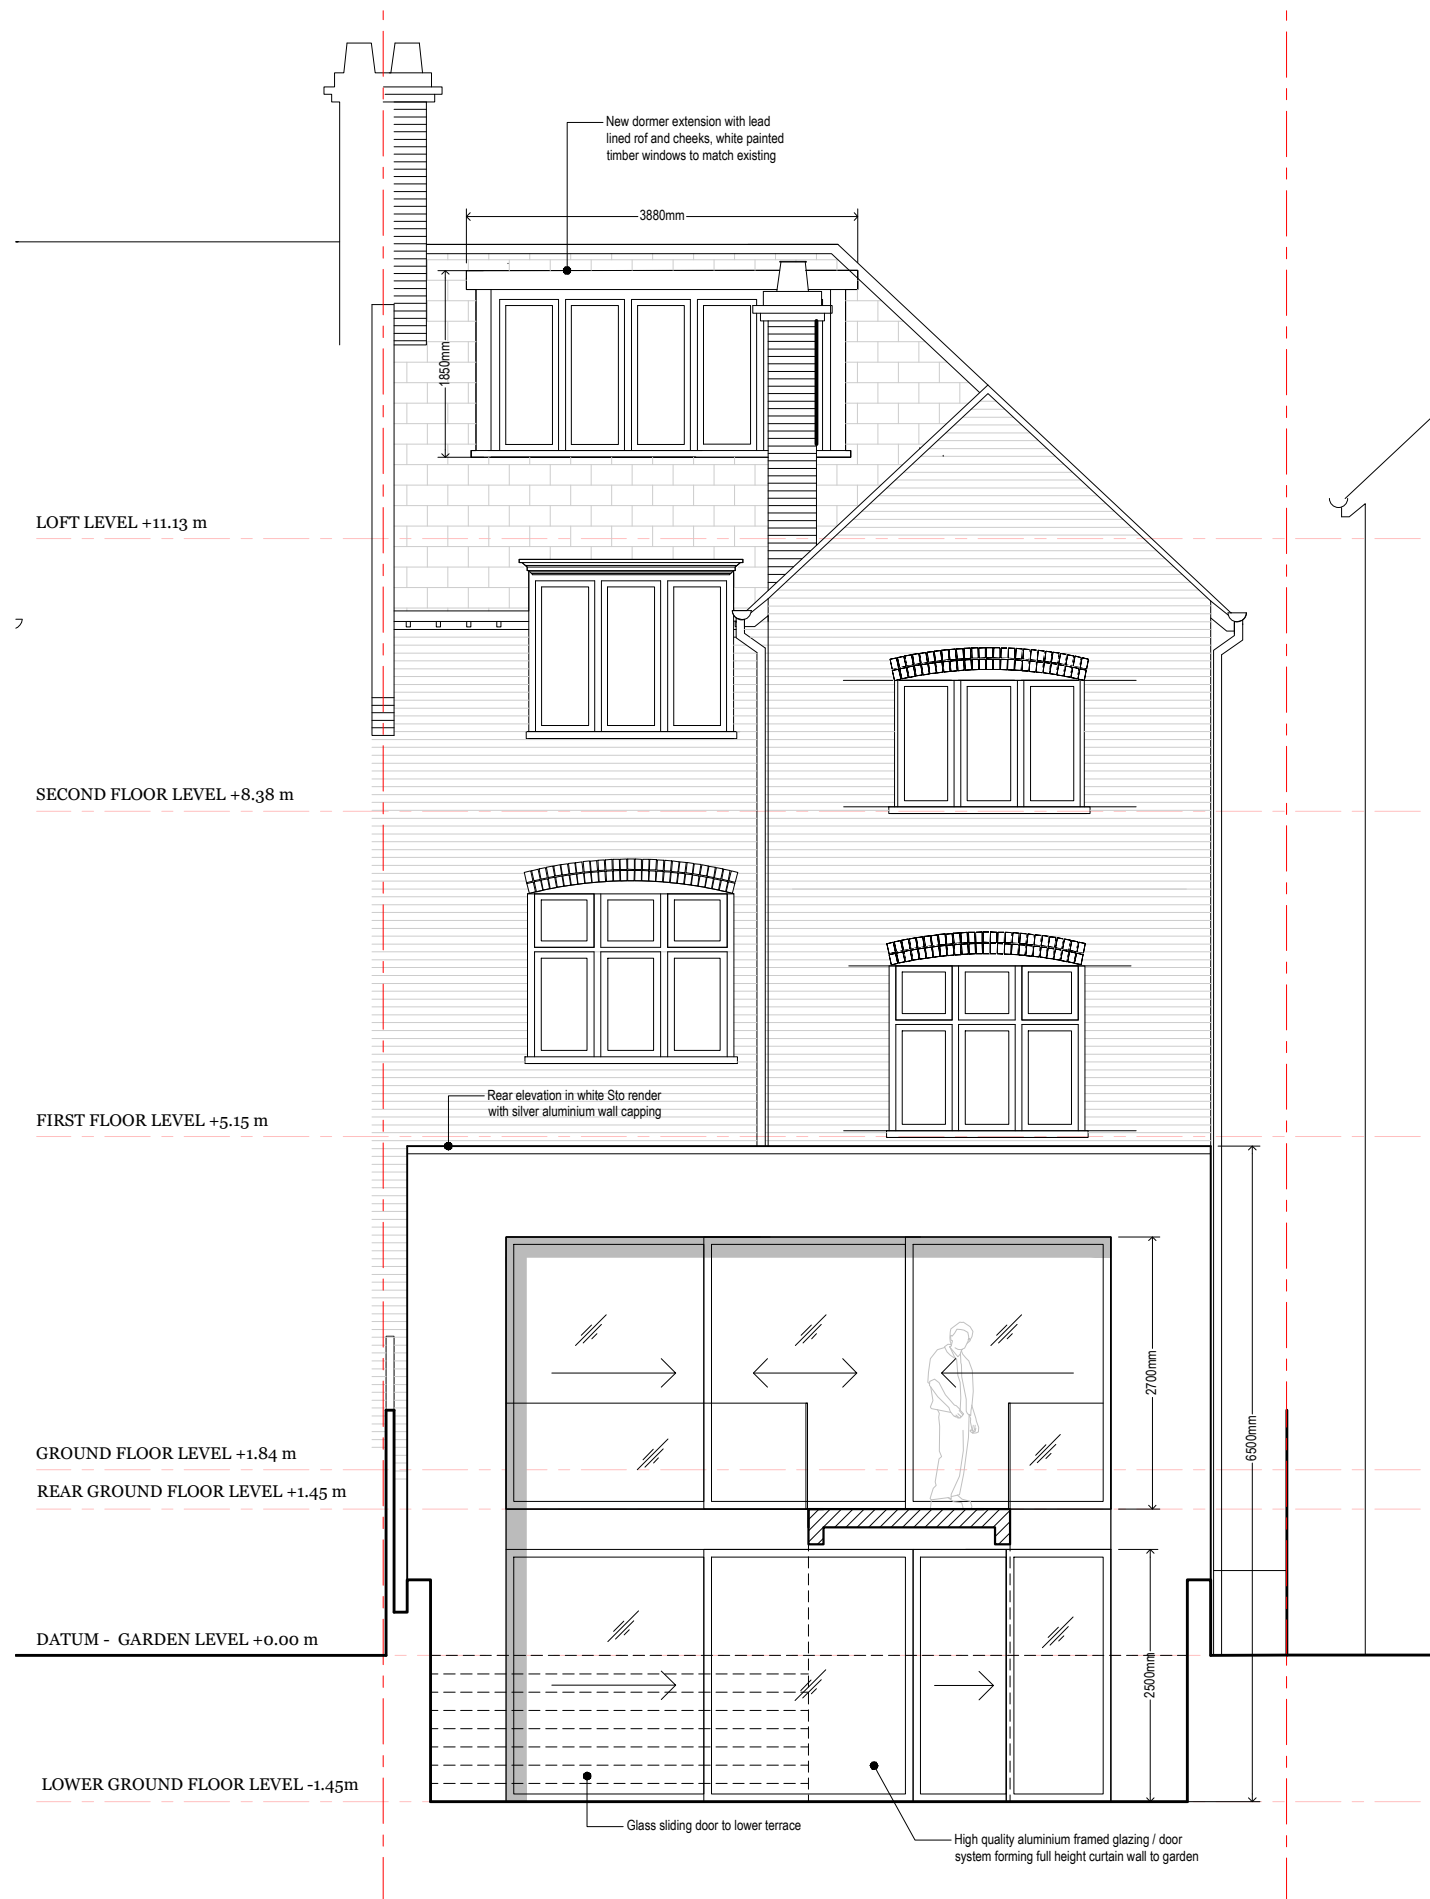 New dormer extension with lead
lined rof and cheeks, white painted
timber windows to match existing
3880mm
1850mm
LOFT LEVEL +11.13 m
SECOND FLOOR LEVEL +8.38 m
Rear elevation in white Sto render
with silver aluminium wall capping
FIRST FLOOR LEVEL +5.15 m
2700mm
6500mm
GROUND FLOOR LEVEL +1.84 m
REAR GROUND FLOOR LEVEL +1.45 m
DATUM - GARDEN LEVEL +0.00 m
2500mm
LOWER GROUND FLOOR LEVEL -1.45m
Glass sliding door to lower terrace
High quality aluminium framed glazing / door
system forming full height curtain wall to garden